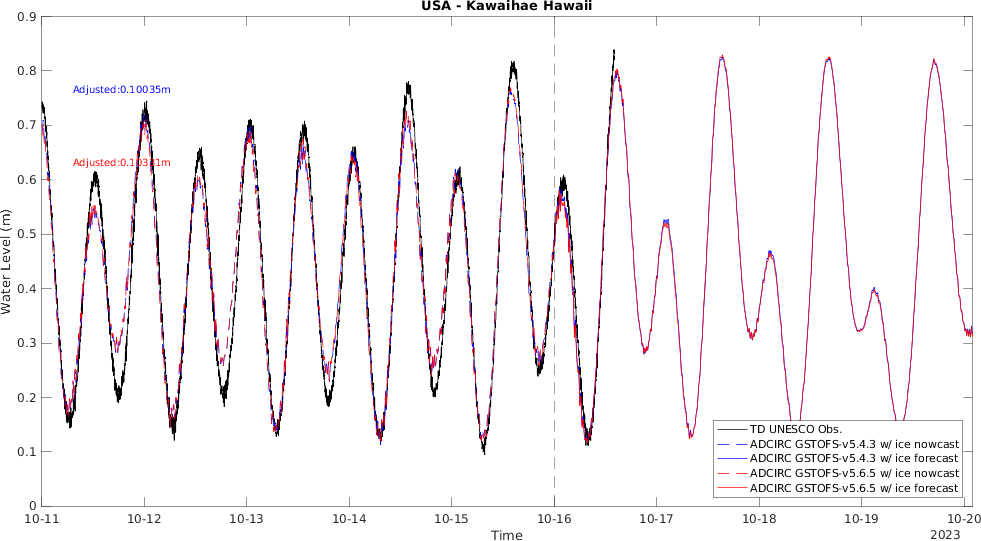 USA - Kawaihae Hawaii
0.9
0.8
0.7
0.6
0.5
0.4
0.3
0.2
0.1
0
Water Level (m)
Adjusted:0.10035m
Adjusted:0.10331m
TD UNESCO Obs.
ADCIRC GSTOFS-v5.4.3 w/ ice nowcast
ADCIRC GSTOFS-v5.4.3 w/ ice forecast
ADCIRC GSTOFS-v5.6.5 w/ ice nowcast
ADCIRC GSTOFS-v5.6.5 w/ ice forecast
10-11 10-12 10-13 10-14 10-15 10-16 10-17 10-18 10-19 10-20
Time
2023